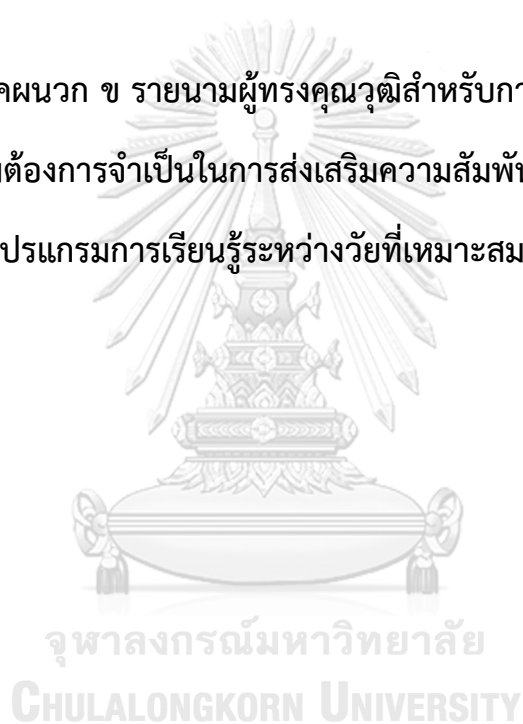 คผนวก ข รายนามผู้ทรงคุณวุฒิสำหรับกา
ต้องการจำเป็นในการส่งเสริมความสัมพัน
ปรแกรมการเรียนรู้ระหว่างวัยที่เหมาะสม
จุฬาลงกรณ์มหาวิทยาลัย
CHULALONGKORN UNIVERSITY